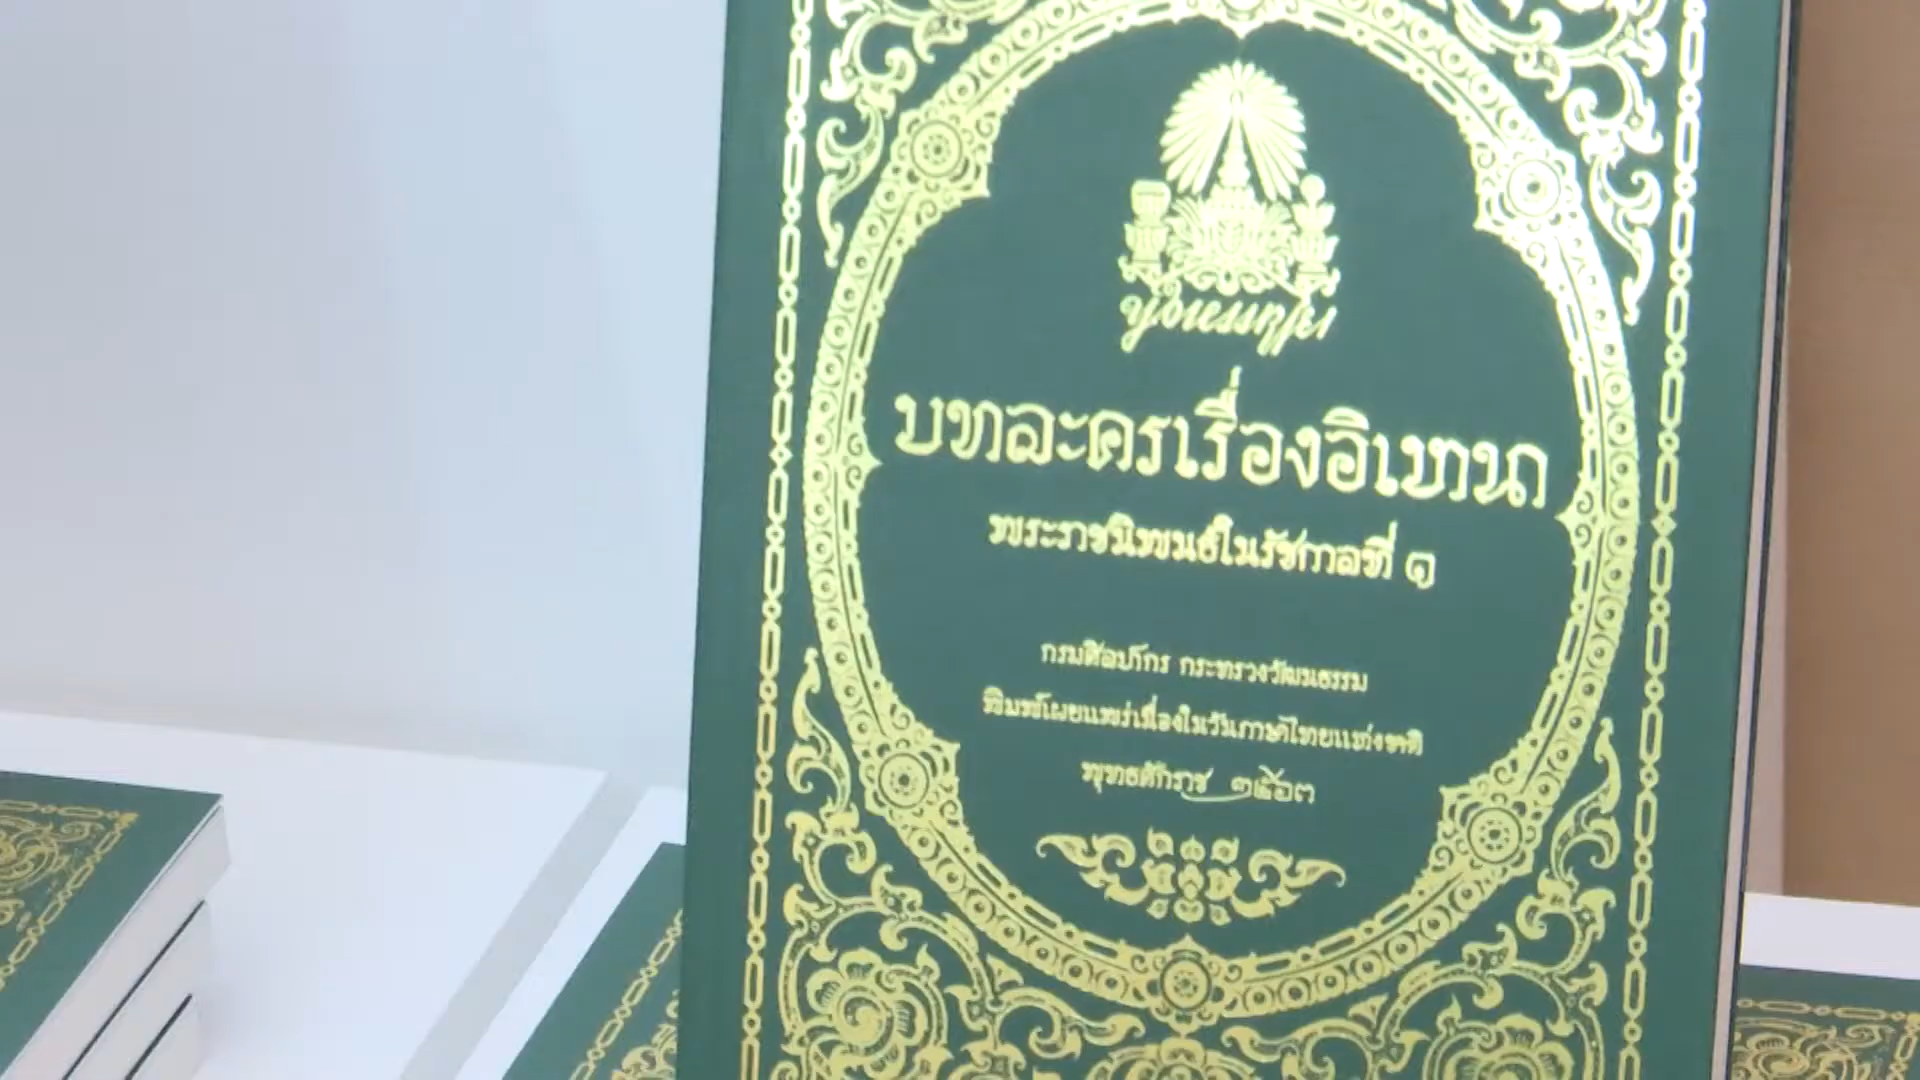 บทละครเรื่องอิเหนา
พระราชนิพนธ์ในรัชกาลที่ ๑
กรมศิลปากร กระทรวงวัฒนธรรม
พิมพ์เผยแพร่เนื่องในวันภาษาไทยแห่งชาติ
พุทธศักราช ๒๕๖๓